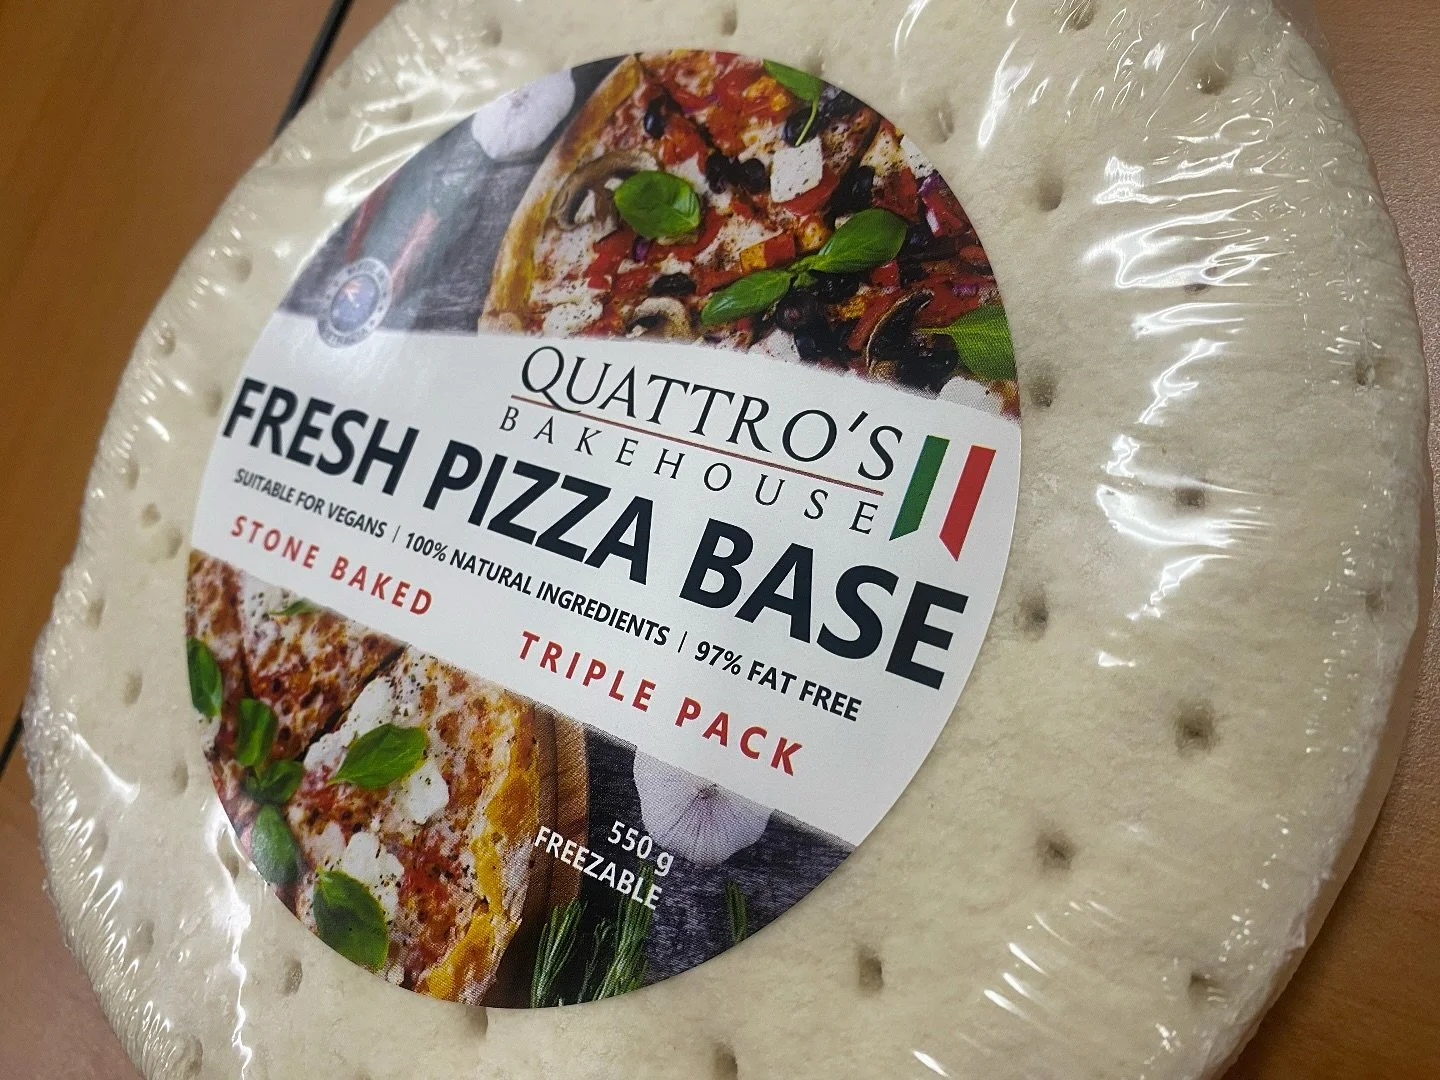 QUATTRO'S
BAKEHOUSE
FRESH PIZZA BASE
SUITABLE FOR VEGANS | 100% NATURAL INGREDIENTS | 97% FAT FREE
STONE BAKED TRIPLE PACK
550 g
FREEZABLE